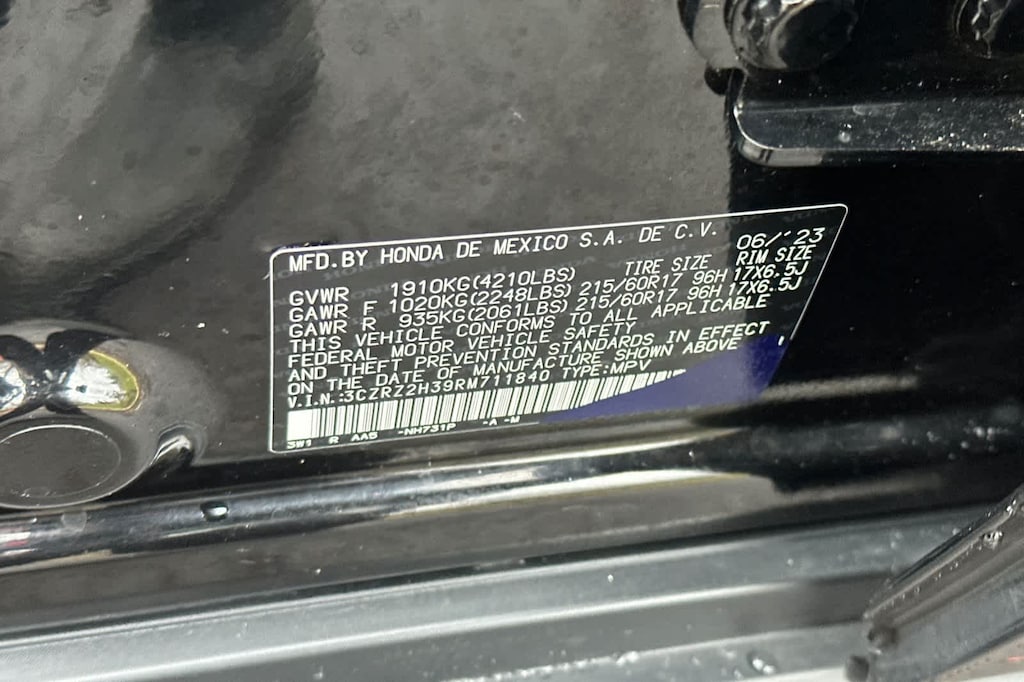 MFD.BY HONDA DE MEXICO S.A. DE C.V. 06/'23
TIRE SIZE RIM SIZE
GVWR 1910KG(4210LBS)
GAWR F 1020KG(2248LBS) 215/60R17 96H 17X6.5J
GAWR R 935KG(2061LBS) 215/60R17 96H 17X6.5J
THIS VEHICLE CONFORMS TO ALL APPLICABLE
FEDERAL MOTOR VEHICLE SAFETY
AND THEFT PREVENTION STANDARDS IN EFFECT
ON THE DATE OF MANUFACTURE SHOWN ABOVE
V.I.N.:3CZRZ2H39RM711840 TYPE:MPV
3W1 R AA5 -NH731P -A -M